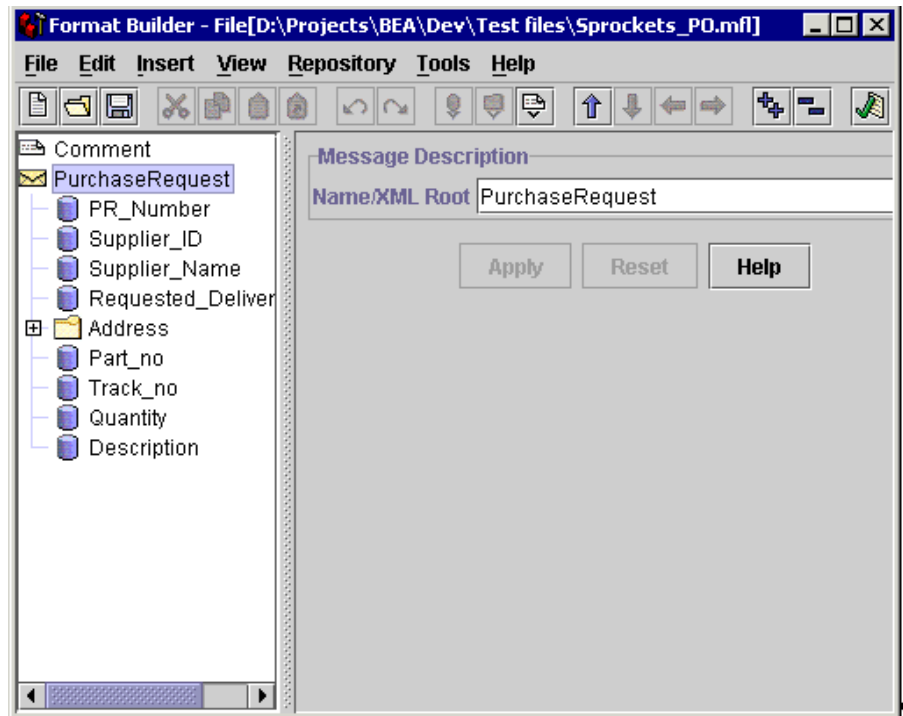 Format Builder - File[D:\Projects\BEA\Dev\Test files\Sprockets_PO.mfl]
File Edit Insert View Repository Tools Help
Comment
PurchaseRequest
PR_Number
Supplier_ID
Supplier_Name
Requested_Deliver
Address
Part_no
Track_no
Quantity
Description
Message Description
Name/XML Root PurchaseRequest
Apply Reset Help